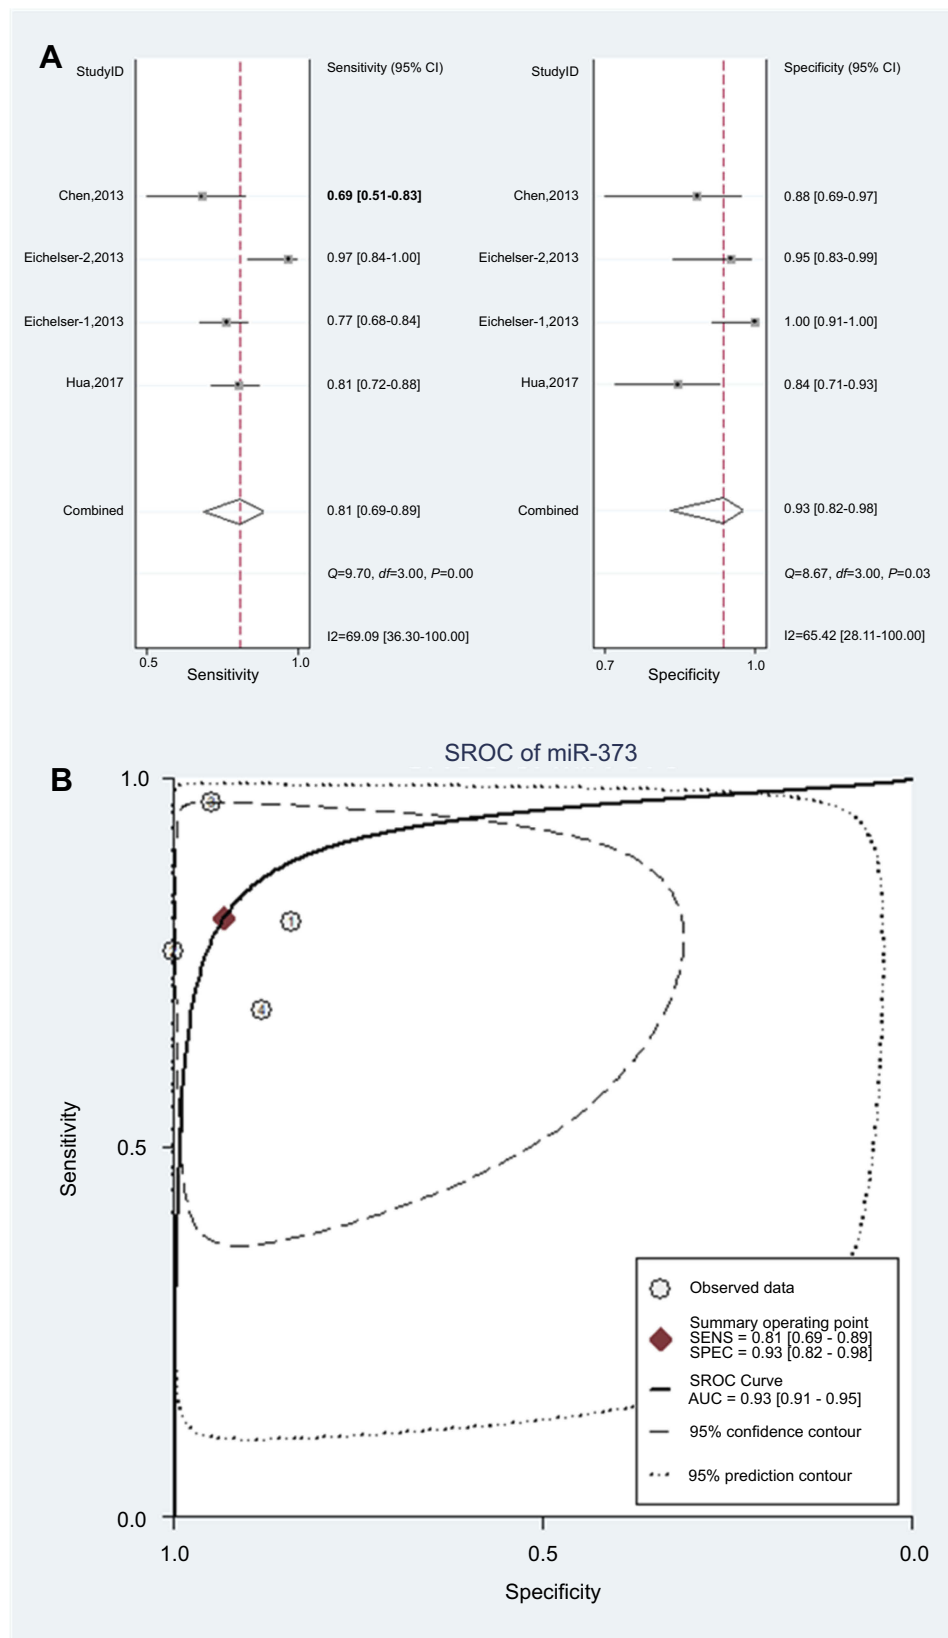 A
StudyID
Sensitivity (95% CI)
Chen,2013
0.69 [0.51-0.83]
Eichelser-2,2013
0.97 [0.84-1.00]
Eichelser-1,2013
0.77 [0.68-0.84]
Hua,2017
0.81 [0.72-0.88]
Combined
0.81 [0.69-0.89]
Q=9.70, df=3.00, P=0.00
I2=69.09 [36.30-100.00]
0.5
1.0
Sensitivity
StudyID
Specificity (95% CI)
Chen,2013
0.88 [0.69-0.97]
Eichelser-2,2013
0.95 [0.83-0.99]
Eichelser-1,2013
1.00 [0.91-1.00]
Hua,2017
0.84 [0.71-0.93]
Combined
0.93 [0.82-0.98]
Q=8.67, df=3.00, P=0.03
I2=65.42 [28.11-100.00]
0.7
1.0
Specificity
B
SROC of miR-373
1.0
0.5
0.0
Sensitivity
3
1
2
4
Observed data
Summary operating point
SENS = 0.81 [0.69 - 0.89]
SPEC = 0.93 [0.82 - 0.98]
SROC Curve
AUC = 0.93 [0.91 - 0.95]
95% confidence contour
95% prediction contour
1.0
0.5
0.0
Specificity